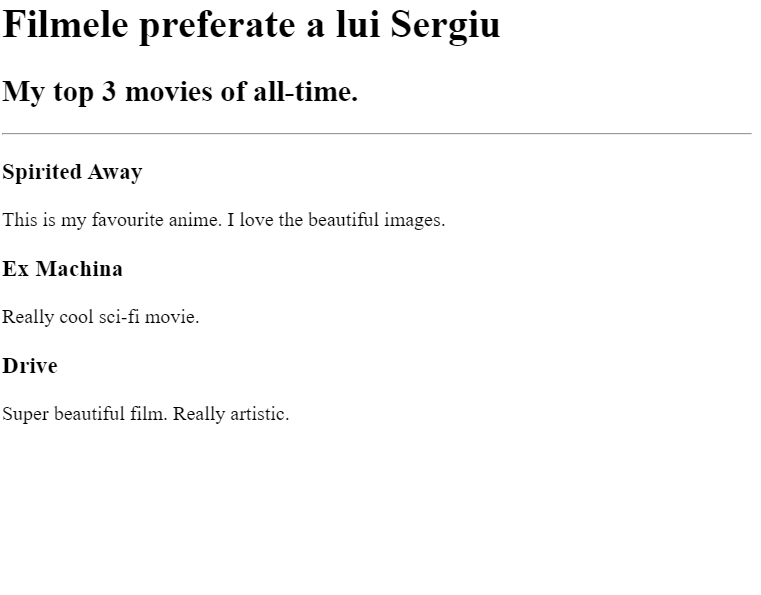 Filmele preferate a lui Sergiu
My top 3 movies of all-time.
Spirited Away
This is my favourite anime. I love the beautiful images.
Ex Machina
Really cool sci-fi movie.
Drive
Super beautiful film. Really artistic.